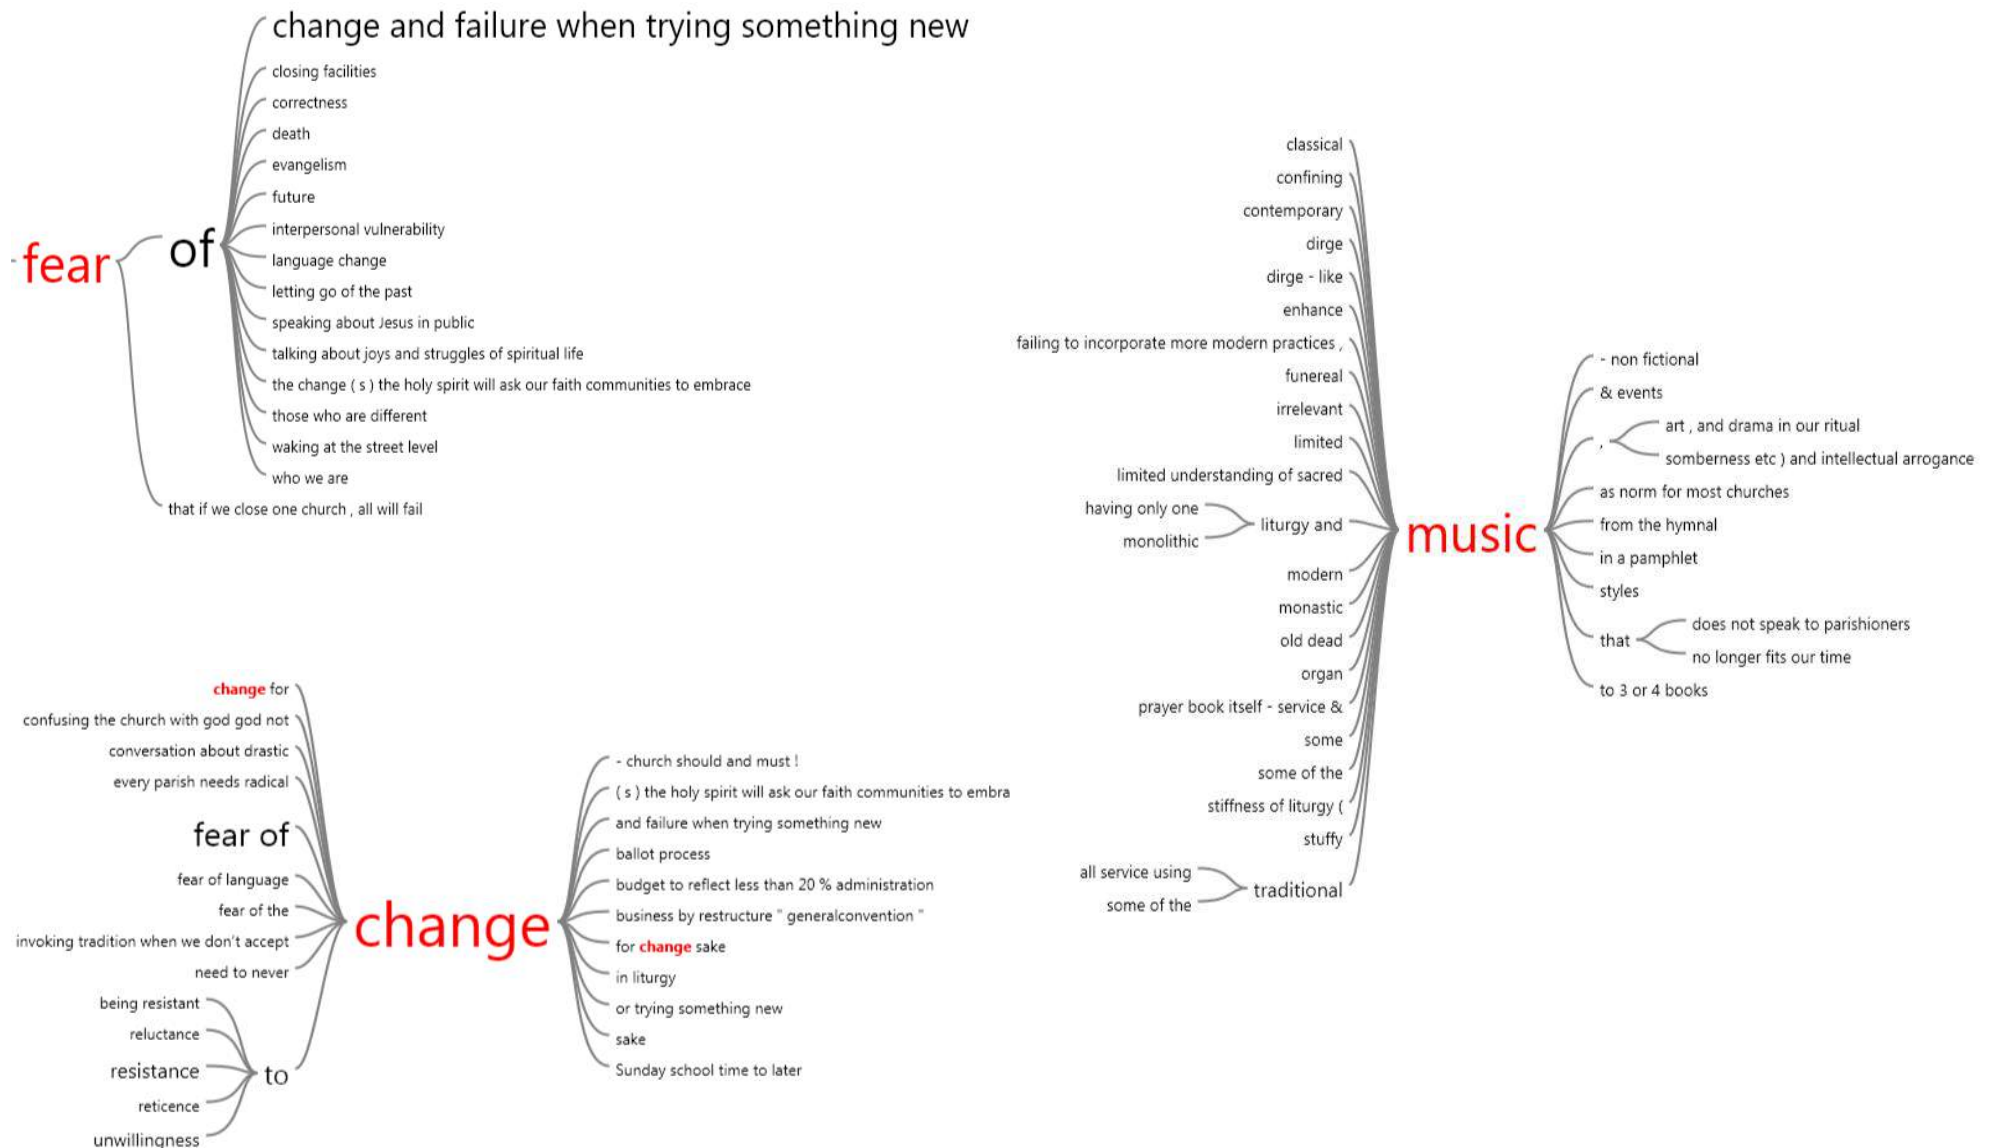 change and failure when trying something new
closing facilities
correctness
death
evangelism
future
interpersonal vulnerability
- fear
of
language change
letting go of the past
speaking about Jesus in public
talking about joys and struggles of spiritual life
the change ( s ) the holy spirit will ask our faith communities to embrace
those who are different
waking at the street level
who we are
that if we close one church , all will fail
change for
confusing the church with god god not
conversation about drastic
every parish needs radical
fear of
fear of language
fear of the
invoking tradition when we don't accept
need to never
being resistant
reluctance
resistance
reticence
unwillingness
to
change
- church should and must !
( s ) the holy spirit will ask our faith communities to embra
and failure when trying something new
ballot process
budget to reflect less than 20 % administration
business by restructure " generalconvention "
for change sake
in liturgy
or trying something new
sake
Sunday school time to later
classical
confining
contemporary
dirge
dirge - like
enhance
failing to incorporate more modern practices ,
funereal
irrelevant
limited
limited understanding of sacred
having only one
monolithic
liturgy and
modern
monastic
old dead
organ
prayer book itself - service &
some
some of the
stiffness of liturgy (
stuffy
all service using
some of the
traditional
music
- non fictional
& events
,
art , and drama in our ritual
somberness etc ) and intellectual arrogance
as norm for most churches
from the hymnal
in a pamphlet
styles
that
does not speak to parishioners
no longer fits our time
to 3 or 4 books